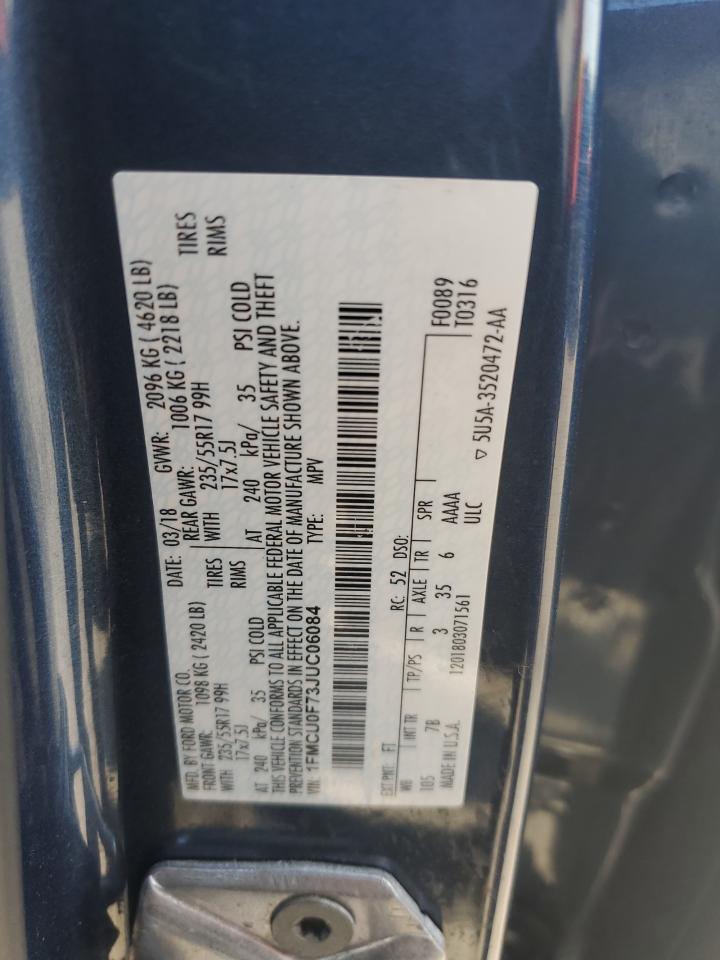 MFD. BY FORD MOTOR CO. DATE: 03/18 GVWR: 2096 KG ( 4620 LB)
FRONT GAWR: 1098 KG ( 2420 LB) REAR GAWR: 1006 KG ( 2218 LB)
WITH 235/55R17 99H TIRES WITH 235/55R17 99H TIRES
17x7.5J RIMS 17x7.5J RIMS
AT 240 kPa/ 35 PSI COLD AT 240 kPa/ 35 PSI COLD
THIS VEHICLE CONFORMS TO ALL APPLICABLE FEDERAL MOTOR VEHICLE SAFETY AND THEFT
PREVENTION STANDARDS IN EFFECT ON THE DATE OF MANUFACTURE SHOWN ABOVE.
VIN: 1FMCU0F73JUC06084 TYPE: MPV
EXT PNT: FT RC: 52 DSO: F0089
WB INT TR TP/PS R AXLE TR SPR T0316
105 7B 3 35 6 AAAA
MADE IN U.S.A. 1201803071561 ULC
▽ 5U5A-3520472-AA